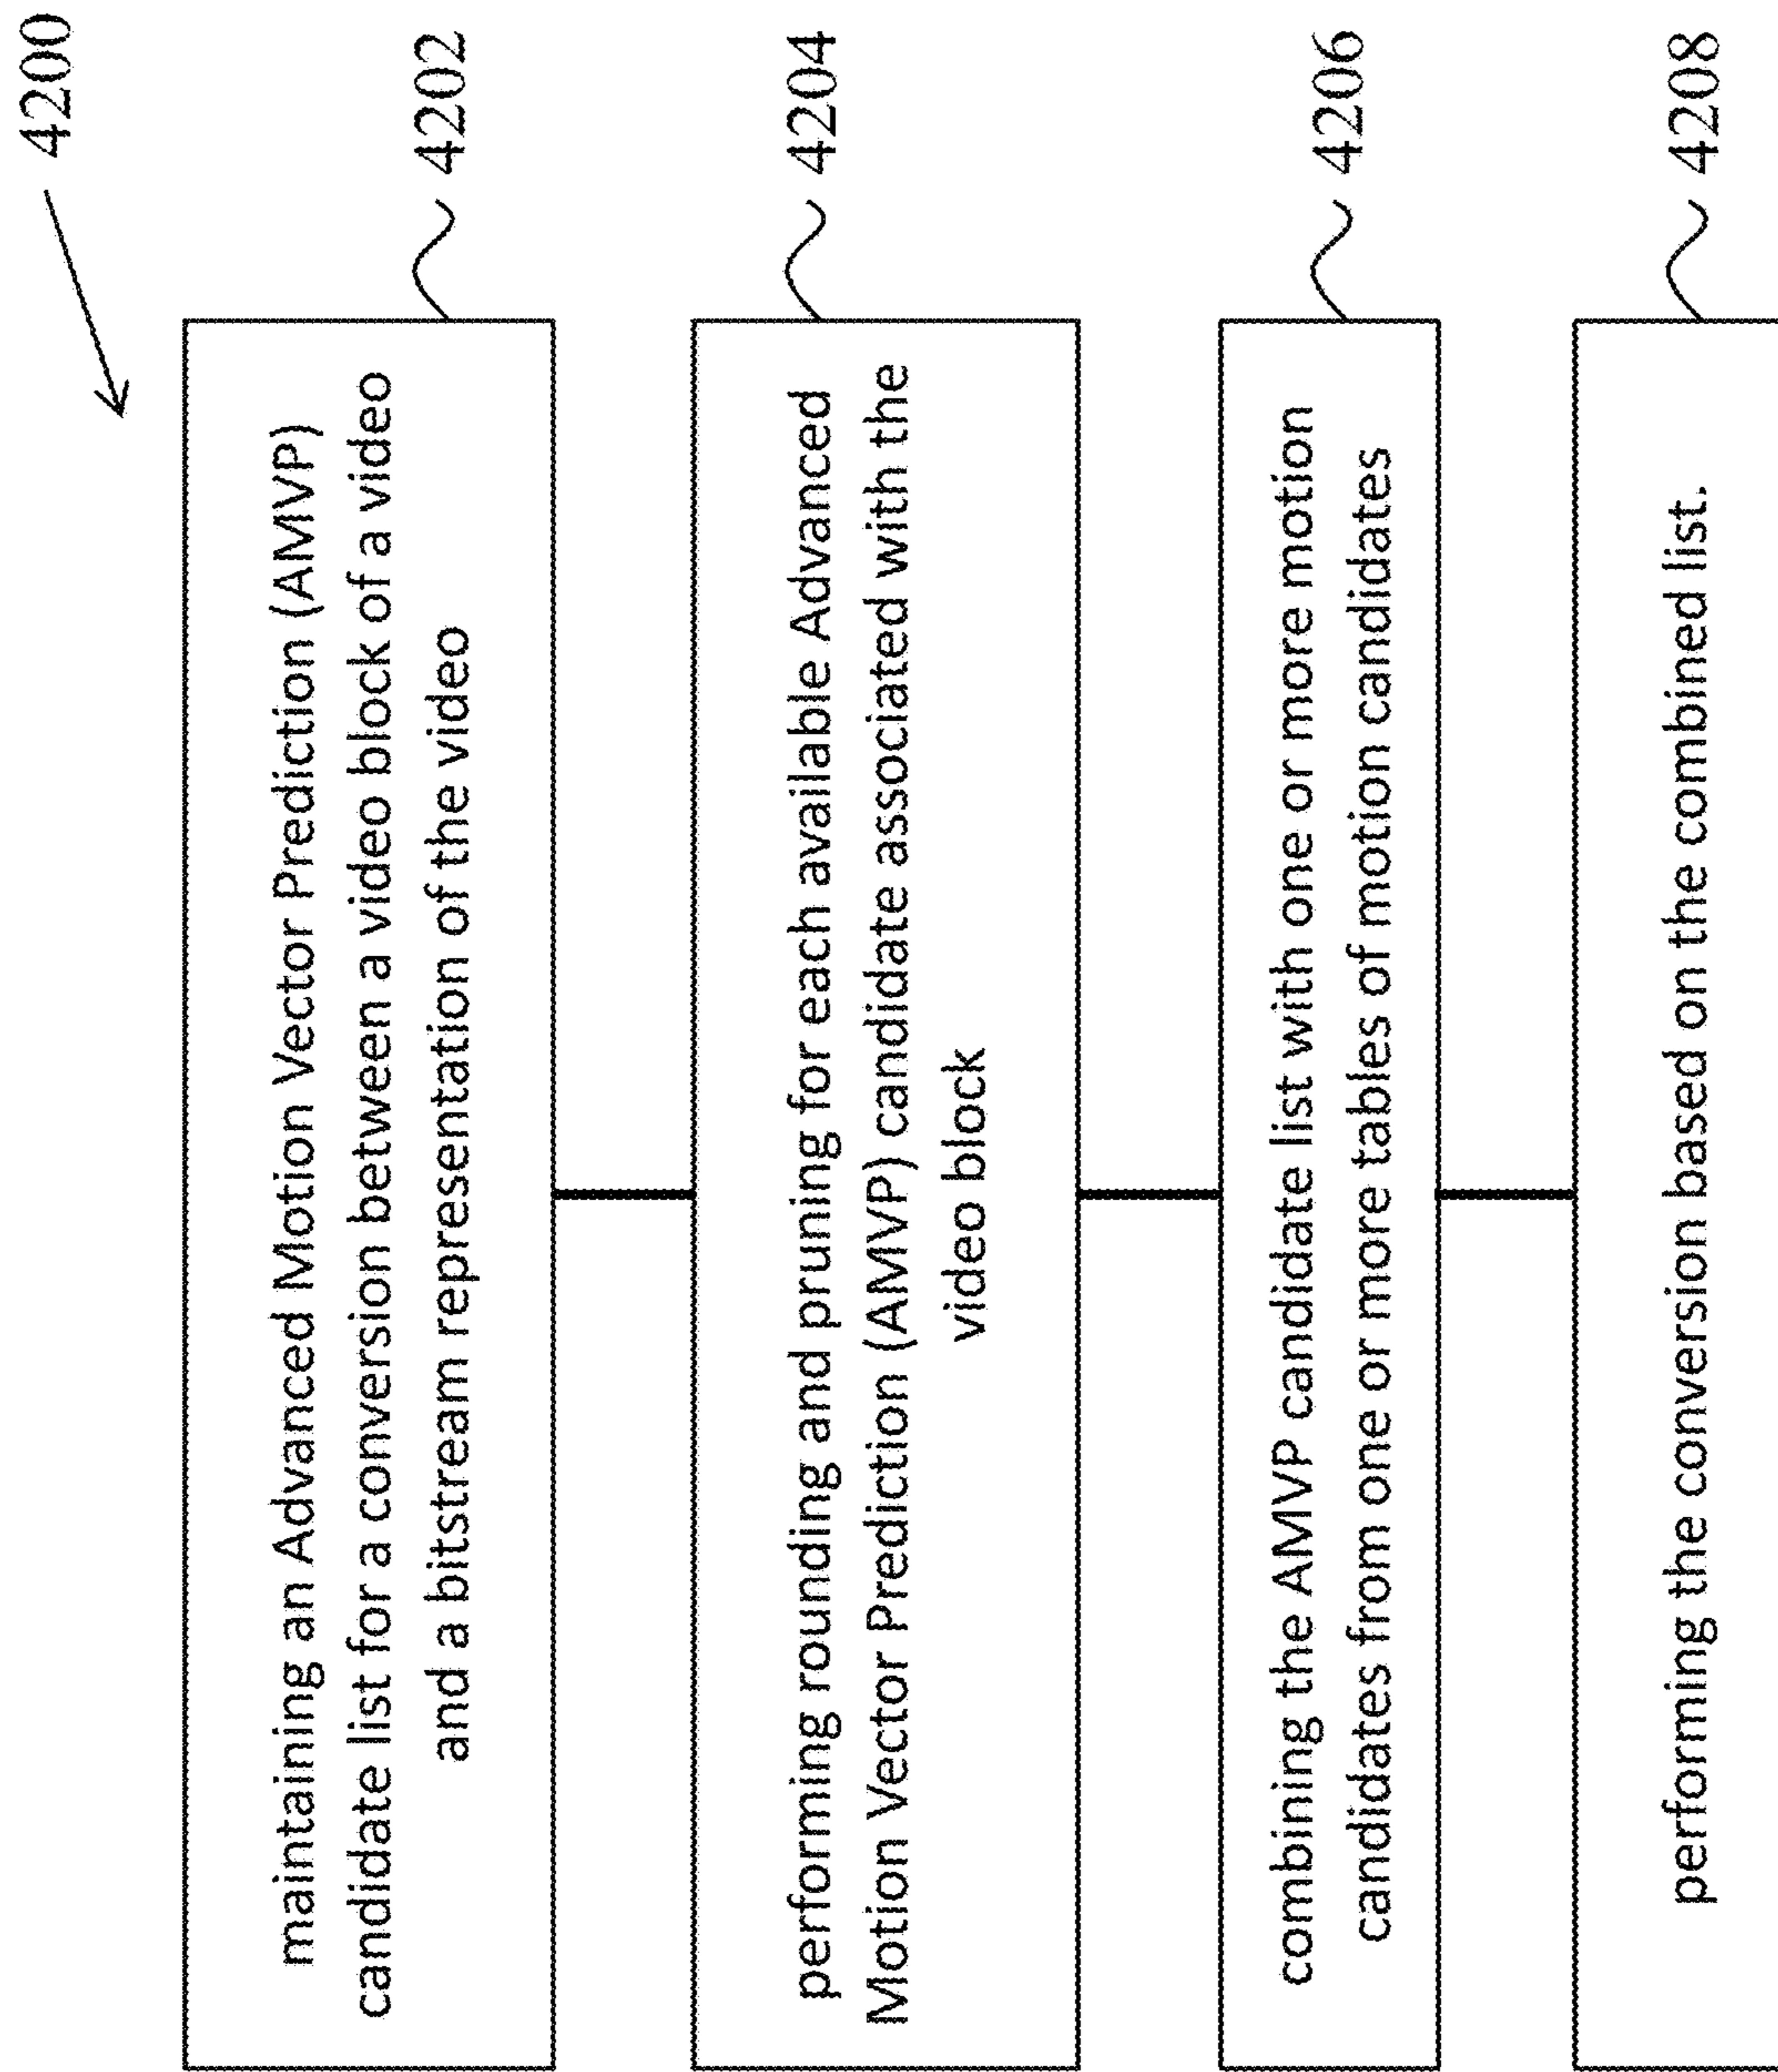 4200
maintaining an Advanced Motion Vector Prediction (AMVP)
candidate list for a conversion between a video block of a video
and a bitstream representation of the video
4202
performing rounding and pruning for each available Advanced
Motion Vector Prediction (AMVP) candidate associated with the
video block
4204
combining the AMVP candidate list with one or more motion
candidates from one or more tables of motion candidates
4206
performing the conversion based on the combined list.
4208